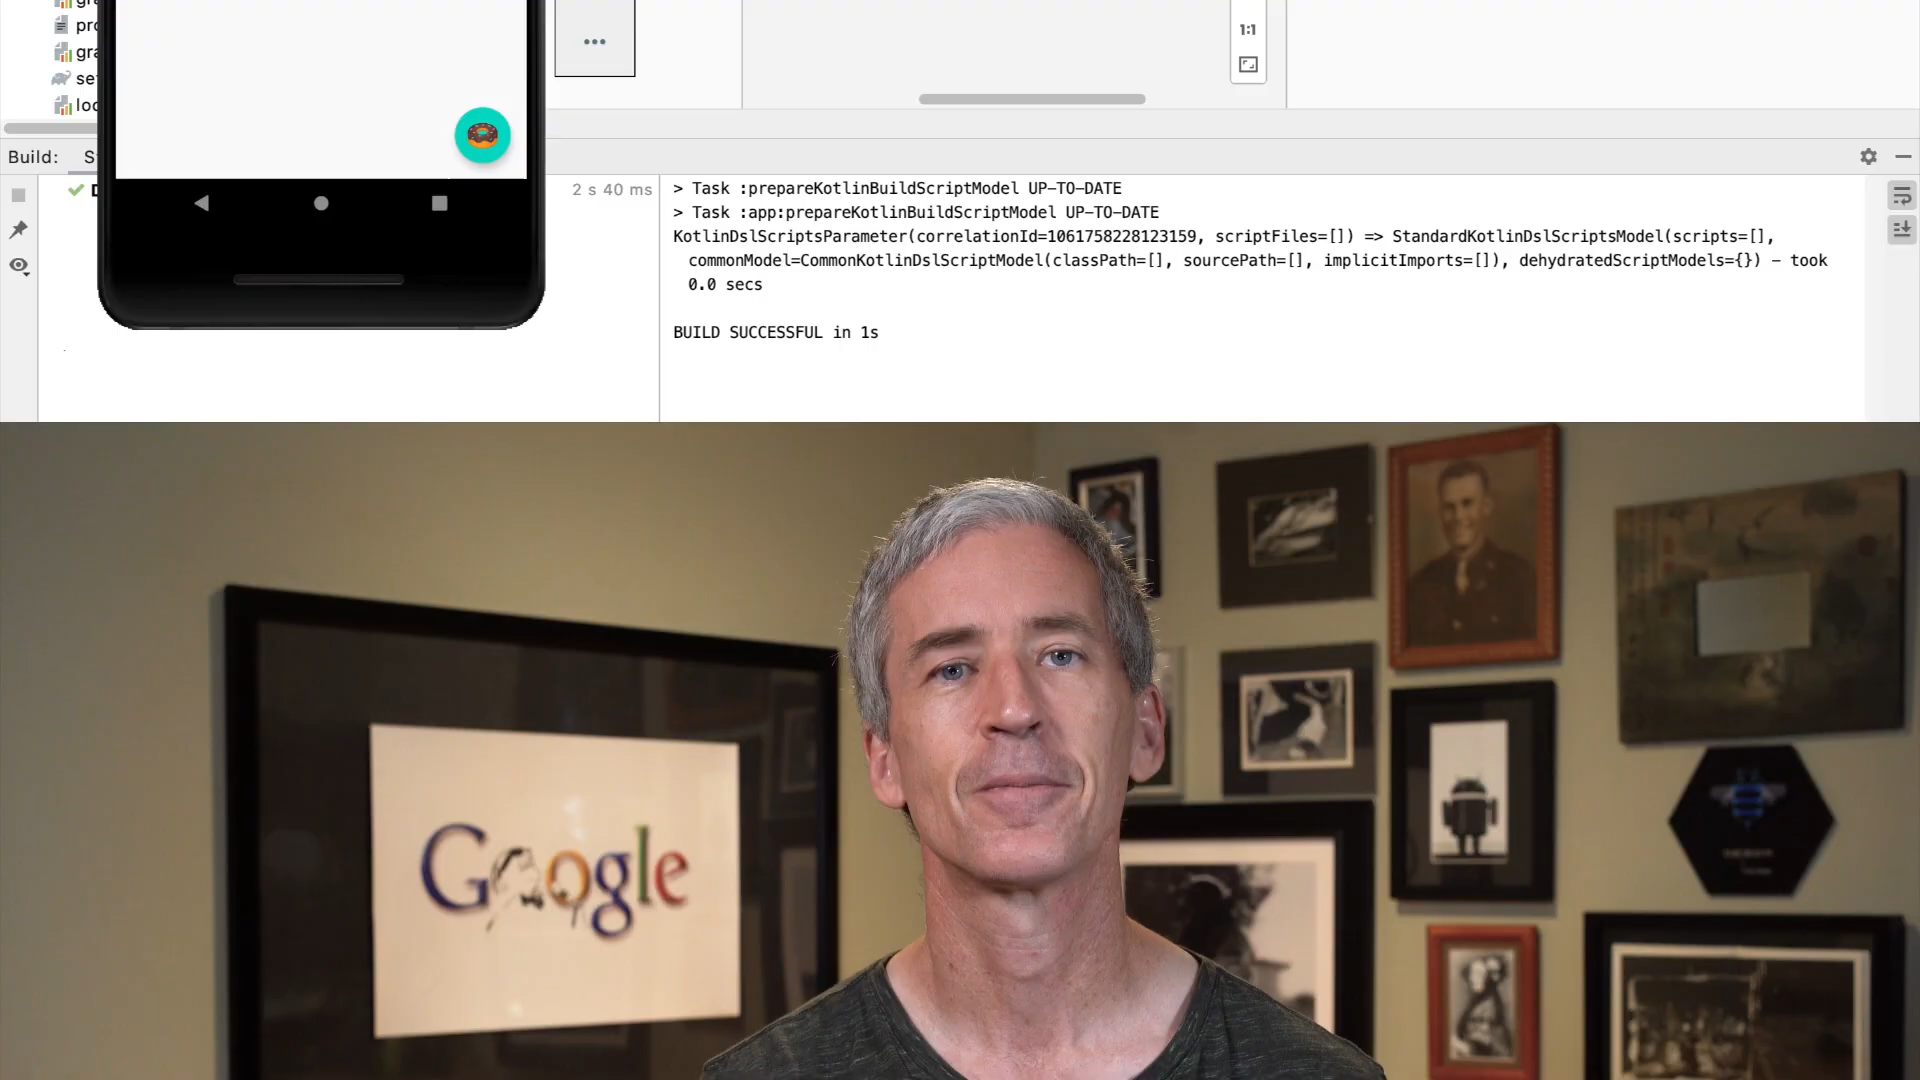 pro
gra
set
loc
1:1
Build:
2 s 40 ms
> Task :prepareKotlinBuildScriptModel UP-TO-DATE
> Task :app:prepareKotlinBuildScriptModel UP-TO-DATE
KotlinDslScriptsParameter(correlationId=1061758228123159, scriptFiles=[]) => StandardKotlinDslScriptsModel(scripts=[],
commonModel=CommonKotlinDslScriptModel(classPath=[], sourcePath=[], implicitImports=[]), dehydratedScriptModels={}) - took
0.0 secs
BUILD SUCCESSFUL in 1s
Google